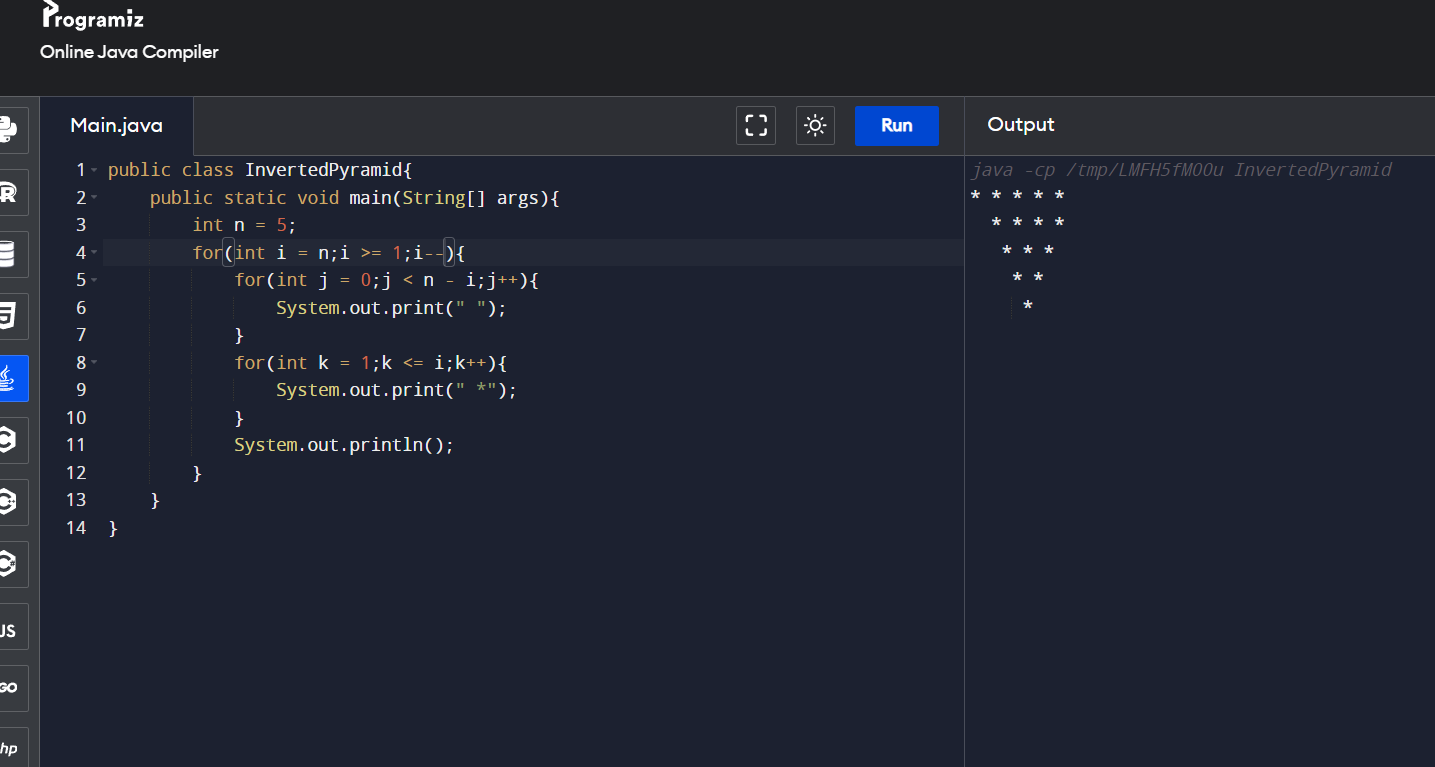 Programiz
Online Java Compiler
Main.java
Run
Output
1 public class InvertedPyramid{
2     public static void main(String[] args){
3         int n = 5;
4         for(int i = n;i >= 1;i--){
5             for(int j = 0;j < n - i;j++){
6                 System.out.print(" ");
7             }
8             for(int k = 1;k <= i;k++){
9                 System.out.print(" *");
10             }
11             System.out.println();
12         }
13     }
14 }
java -cp /tmp/LMFH5fM00u InvertedPyramid
* * * * *
  * * * *
   * * *
    * *
     *
R
JS
GO
hp